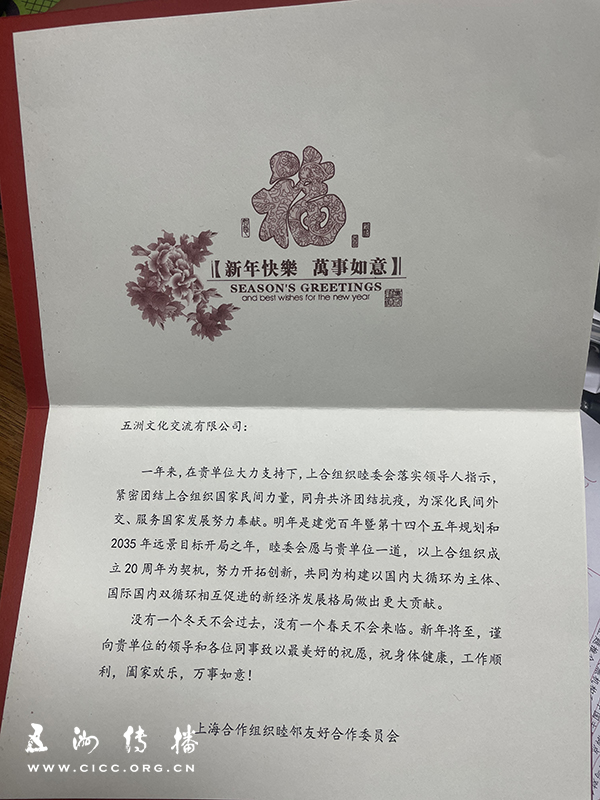 福
【新年快樂 萬事如意】
SEASON'S GREETINGS
and best wishes for the new year
五洲文化交流有限公司：
一年来，在贵单位大力支持下，上合组织睦委会落实领导人指示，
紧密团结上合组织国家民间力量，同舟共济团结抗疫，为深化民间外
交、服务国家发展努力奉献。明年是建党百年暨第十四个五年规划和
2035年远景目标开局之年，睦委会愿与贵单位一道，以上合组织成
立20周年为契机，努力开拓创新，共同为构建以国内大循环为主体、
国际国内双循环相互促进的新经济发展格局做出更大贡献。
没有一个冬天不会过去，没有一个春天不会来临。新年将至，谨
向贵单位的领导和各位同事致以最美好的祝愿，祝身体健康，工作顺
利，阖家欢乐，万事如意！
上海合作组织睦邻友好合作委员会
五洲传播
WWW.CICC.ORG.CN